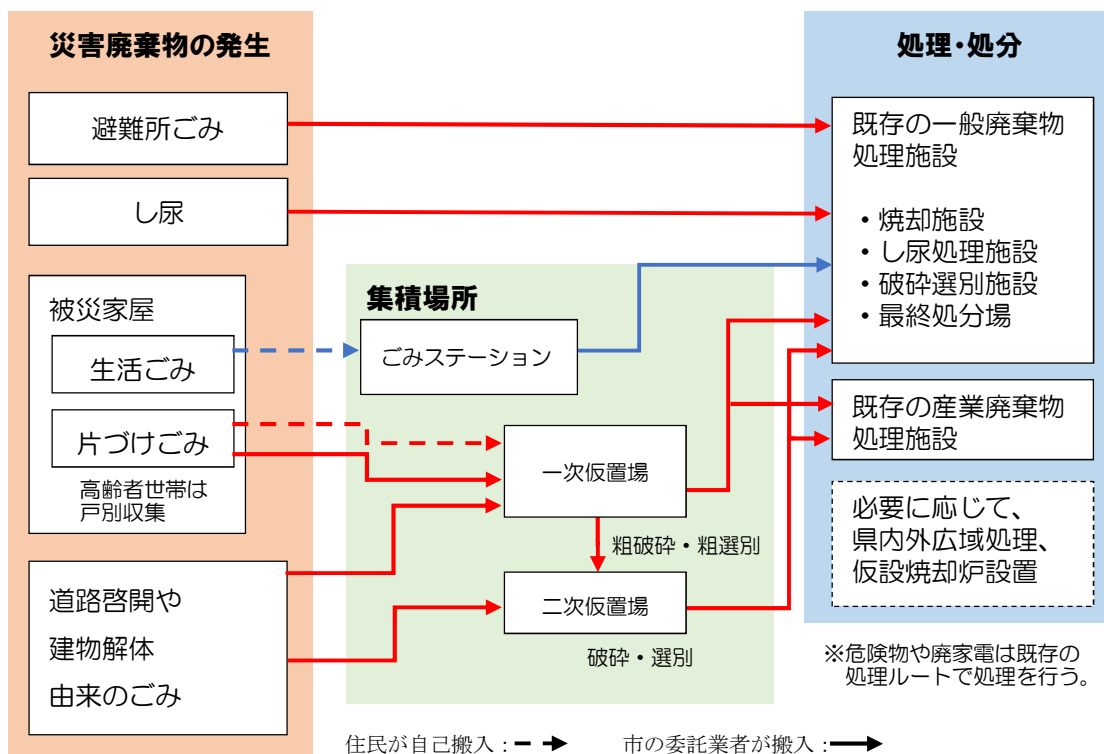 災害廃棄物の発生
避難所ごみ
し尿
被災家屋
生活ごみ
片づけごみ
高齢者世帯は
戸別収集
道路啓開や
建物解体
由来のごみ
集積場所
ごみステーション
一次仮置場
粗破砕・粗選別
二次仮置場
破砕・選別
処理・処分
既存の一般廃棄物
処理施設
・焼却施設
・し尿処理施設
・破砕選別施設
・最終処分場
既存の産業廃棄物
処理施設
必要に応じて、
県内外広域処理、
仮設焼却炉設置
※危険物や廃家電は既存の
処理ルートで処理を行う。
住民が自己搬入：
市の委託業者が搬入：